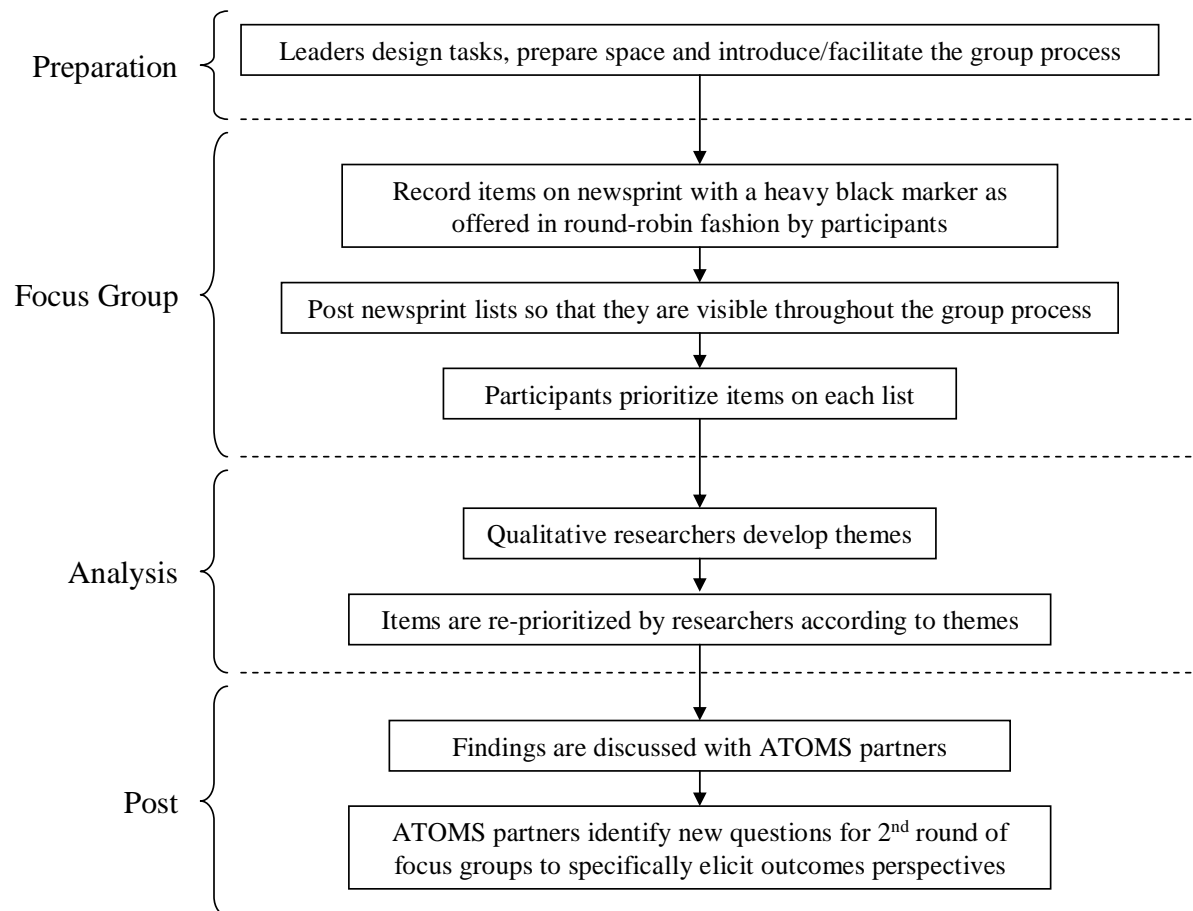 Preparation
Leaders design tasks, prepare space and introduce/facilitate the group process
Focus Group
Record items on newsprint with a heavy black marker as
offered in round-robin fashion by participants
Post newsprint lists so that they are visible throughout the group process
Participants prioritize items on each list
Analysis
Qualitative researchers develop themes
Items are re-prioritized by researchers according to themes
Post
Findings are discussed with ATOMS partners
ATOMS partners identify new questions for 2nd round of
focus groups to specifically elicit outcomes perspectives